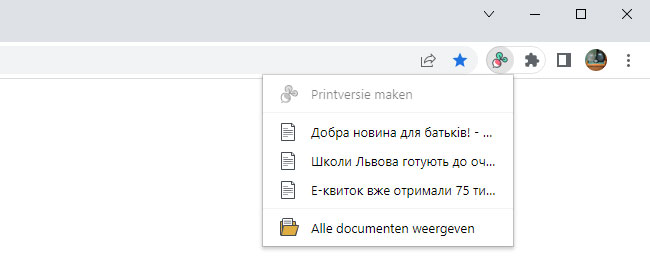 Printversie maken
Добра новина для батьків! - ...
Школи Львова готують до оч...
Е-квиток вже отримали 75 ти...
Alle documenten weergeven